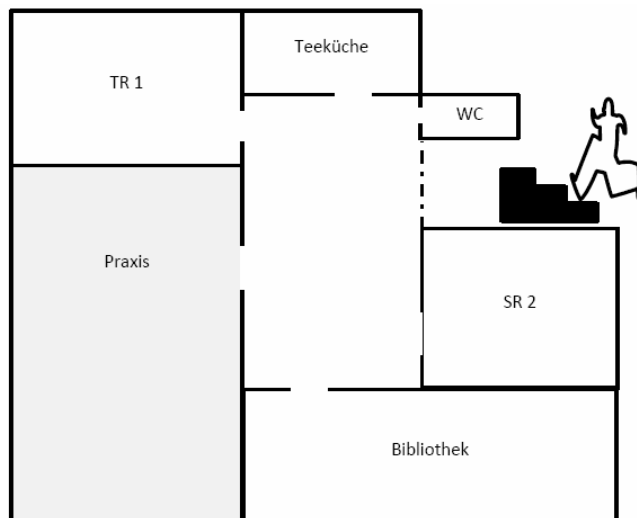 Teeküche
TR 1
WC
Praxis
SR 2
Bibliothek